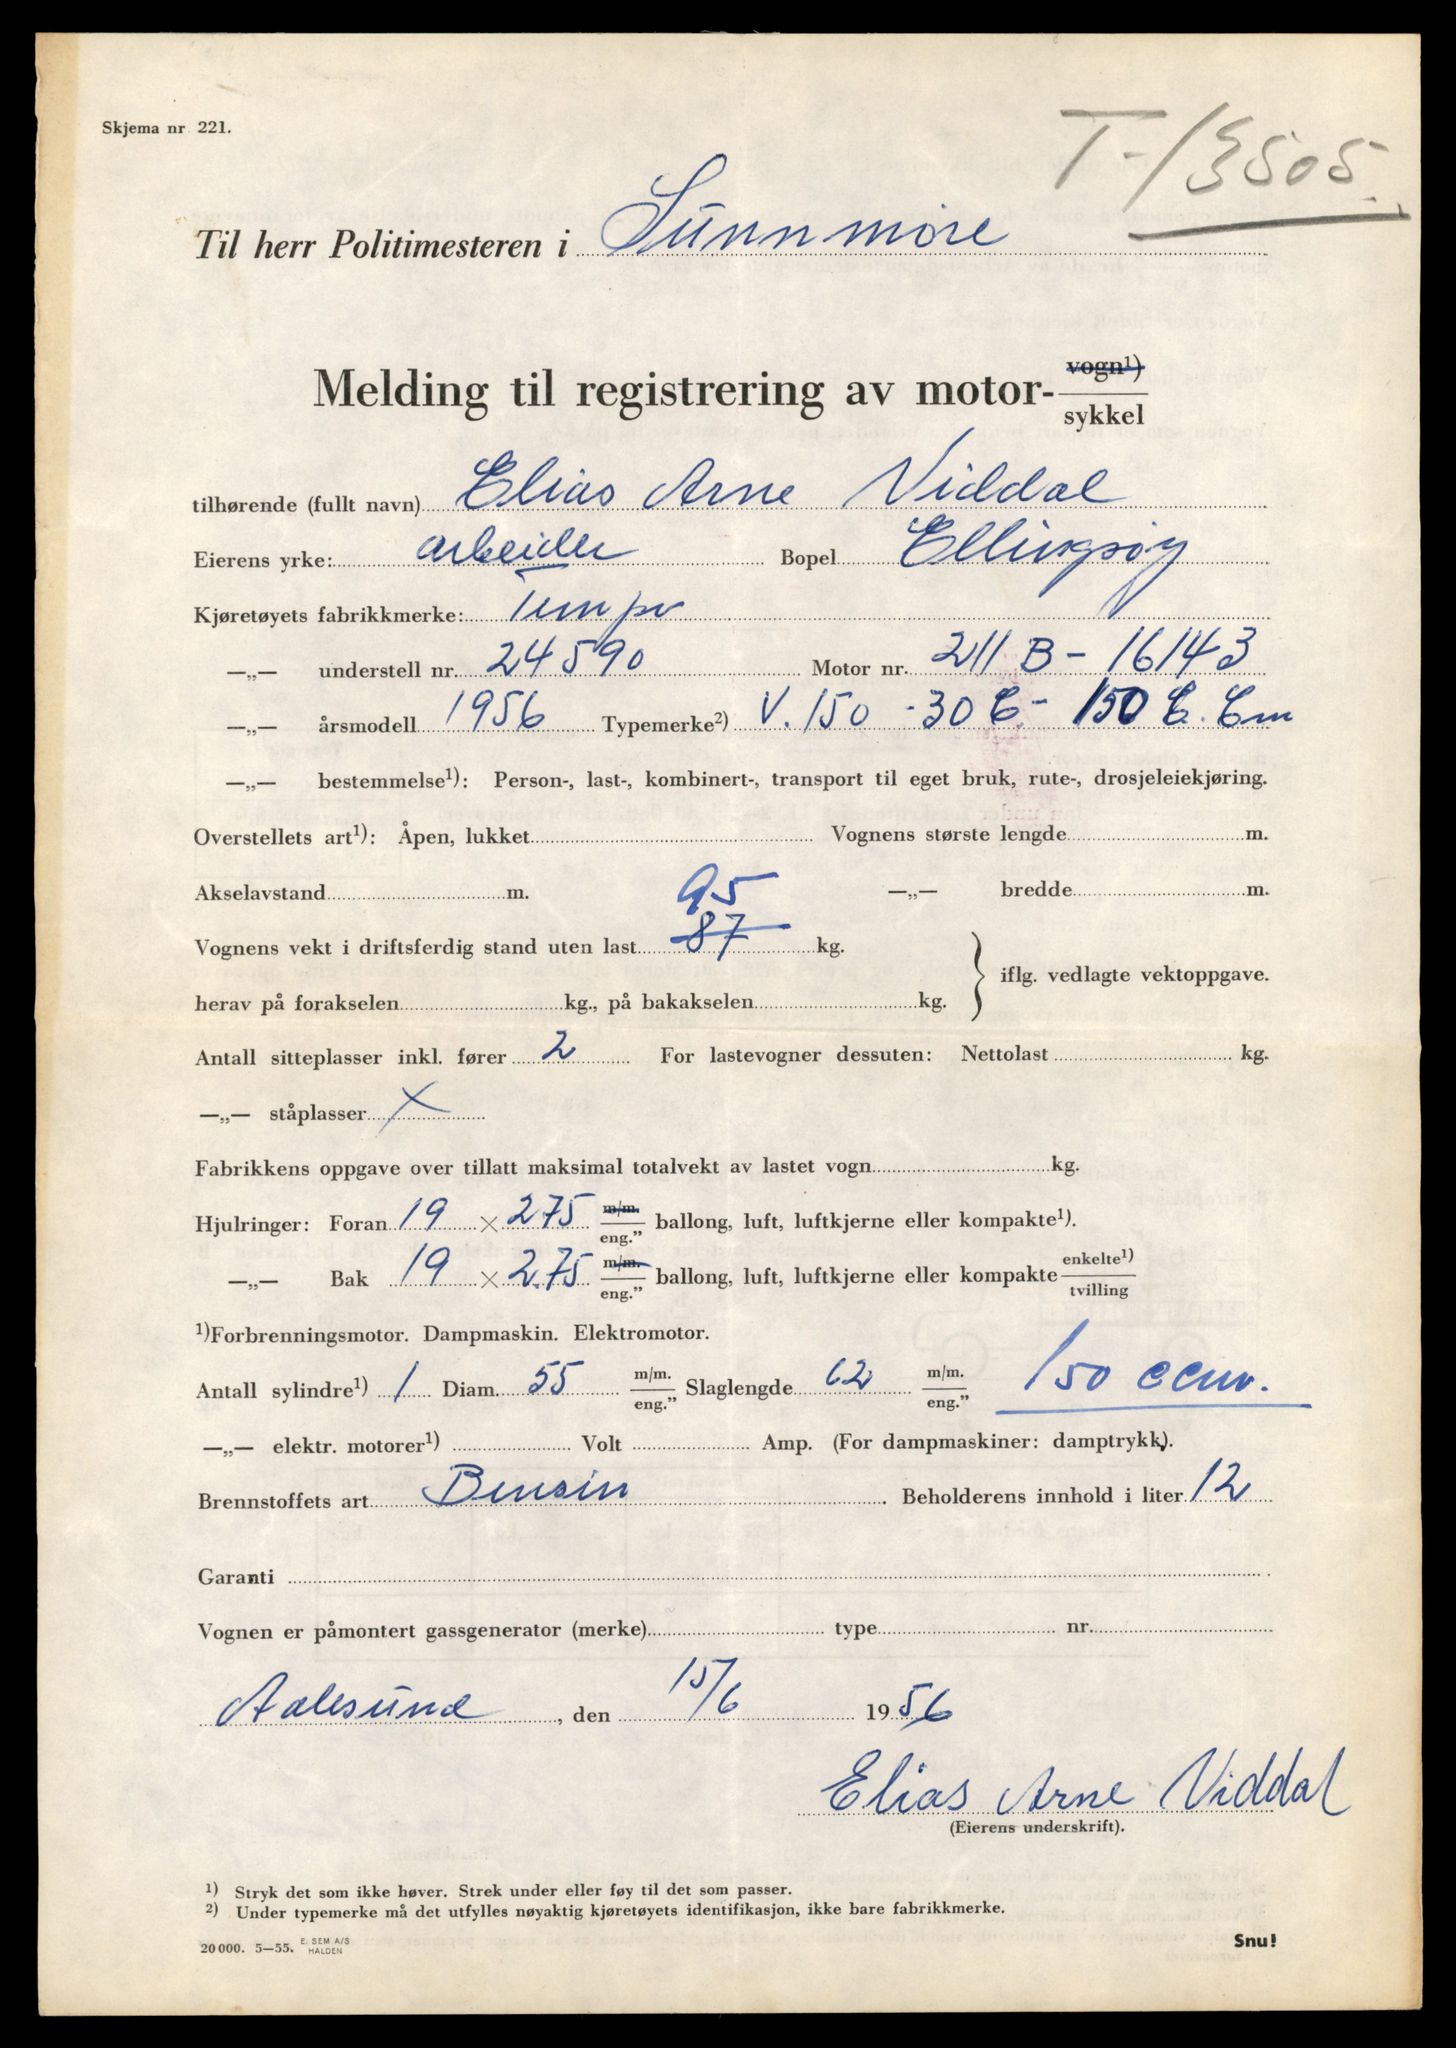 Skjema nr 221.
T-13505
Til herr Politimesteren i Sunnmøre
Melding til registrering av motor- vogn¹) sykkel
tilhørende (fullt navn) Elias Arne Viddal
Eierens yrke: arbeider Bopel Ellingsøy
Kjøretøyets fabrikkmerke: Tempo
—„— understell nr. 24590 Motor nr. 211 B - 16143
—„— årsmodell 1956 Typemerke²) V. 150 - 30 C - 150 C. Cm
—„— bestemmelse¹): Person-, last-, kombinert-, transport til eget bruk, rute-, drosjeleiekjøring.
Overstellets art¹): Åpen, lukket Vognens største lengde m.
Akselavstand m. —„— bredde m.
95
Vognens vekt i driftsferdig stand uten last 87 kg.
iflg. vedlagte vektoppgave.
herav på forakselen kg., på bakakselen kg.
Antall sitteplasser inkl. fører 2 For lastevogner dessuten: Nettolast kg.
—„— ståplasser X
Fabrikkens oppgave over tillatt maksimal totalvekt av lastet vogn kg.
Hjulringer: Foran 19 × 275 m/m. eng.” ballong, luft, luftkjerne eller kompakte¹).
—„— Bak 19 × 2.75 m/m. eng.” ballong, luft, luftkjerne eller kompakte enkelte¹) tvilling
¹)Forbrenningsmotor. Dampmaskin. Elektromotor.
Antall sylindre¹) 1 Diam. 55 m/m. eng.” Slaglengde 62 m/m. eng.” 150 ccm.
—„— elektr. motorer¹) Volt Amp. (For dampmaskiner: damptrykk).
Brennstoffets art Bensin . Beholderens innhold i liter 12
Garanti .
Vognen er påmontert gassgenerator (merke) type nr.
Aalesund, den 15/6 1956
Elias Arne Viddal
(Eierens underskrift).
¹) Stryk det som ikke høver. Strek under eller føy til det som passer.
²) Under typemerke må det utfylles nøyaktig kjøretøyets identifikasjon, ikke bare fabrikkmerke.
20 000. 5—55. E. SEM A/S HALDEN
Snu!